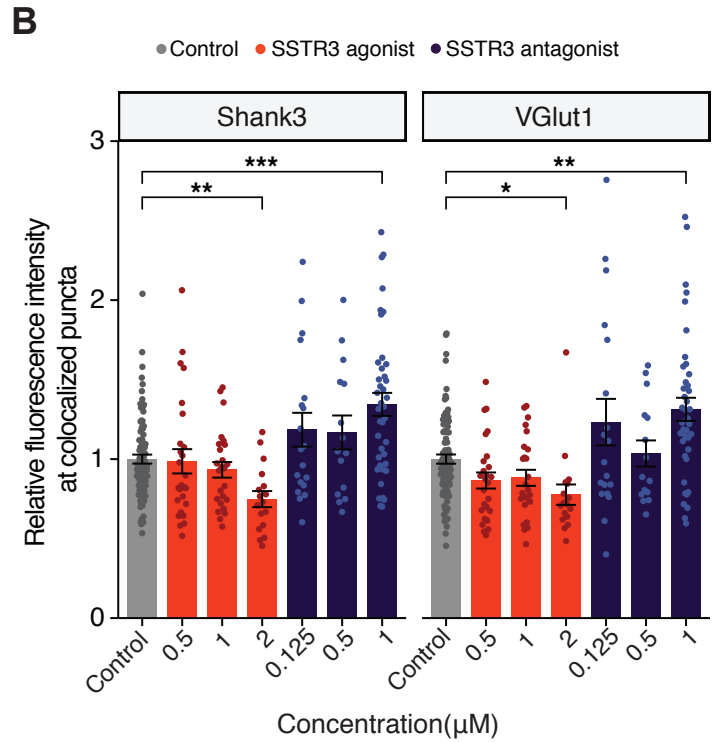 B
Control SSTR3 agonist SSTR3 antagonist
Shank3 VGlut1
Relative fluorescence intensity
at colocalized puncta
3
2
1
0
*** **
** *
Control 0.5 1 2 0.125 0.5 1 Control 0.5 1 2 0.125 0.5 1
Concentration(μM)